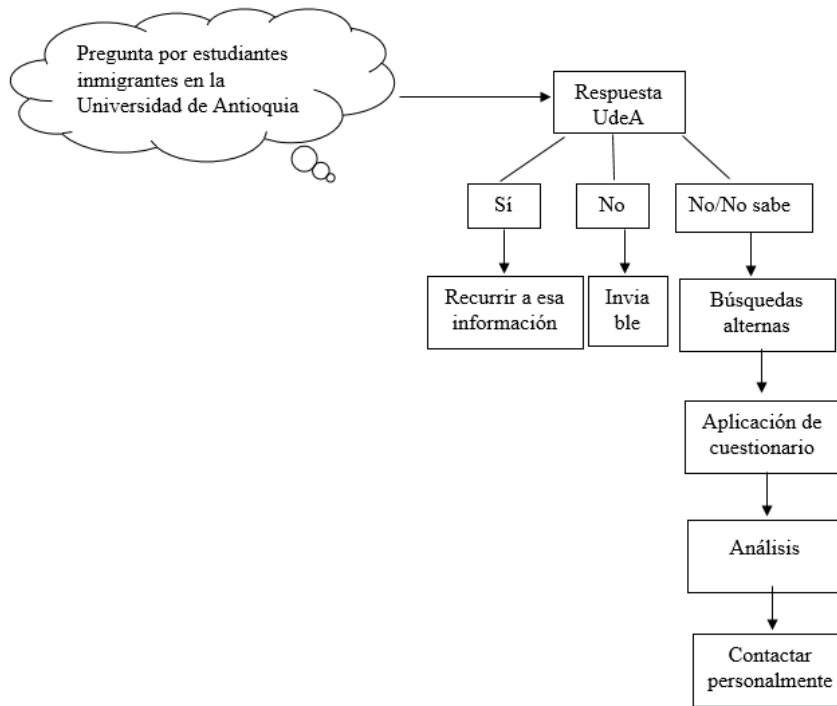 Pregunta por estudiantes
inmigrantes en la
Universidad de Antioquia
Respuesta
UdeA
Sí
No
No/No sabe
Recurrir a esa
información
Invia
ble
Búsquedas
alternas
Aplicación de
cuestionario
Análisis
Contactar
personalmente